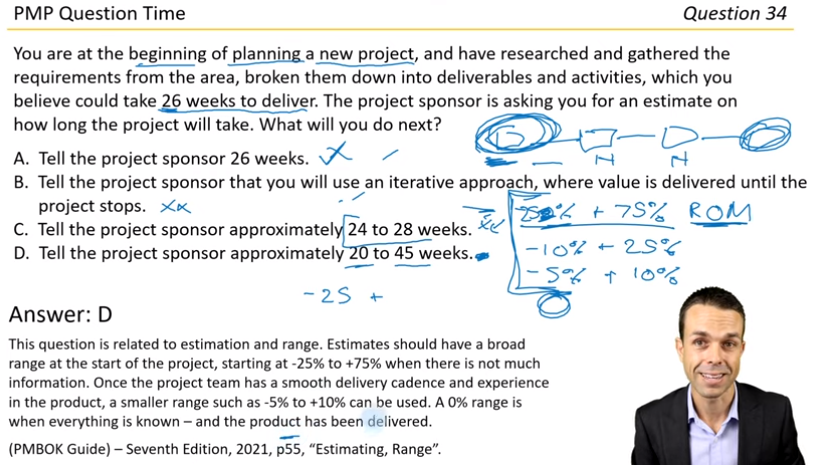 PMP Question Time
Question 34
You are at the beginning of planning a new project, and have researched and gathered the
requirements from the area, broken them down into deliverables and activities, which you
believe could take 26 weeks to deliver. The project sponsor is asking you for an estimate on
how long the project will take. What will you do next?
A. Tell the project sponsor 26 weeks.
B. Tell the project sponsor that you will use an iterative approach, where value is delivered until the
project stops.
C. Tell the project sponsor approximately 24 to 28 weeks.
D. Tell the project sponsor approximately 20 to 45 weeks.
+ 75% ROM
-10% + 25%
-5% + 10%
-25 +
Answer: D
This question is related to estimation and range. Estimates should have a broad
range at the start of the project, starting at -25% to +75% when there is not much
information. Once the project team has a smooth delivery cadence and experience
in the product, a smaller range such as -5% to +10% can be used. A 0% range is
when everything is known – and the product has been delivered.
(PMBOK Guide) – Seventh Edition, 2021, p55, “Estimating, Range”.